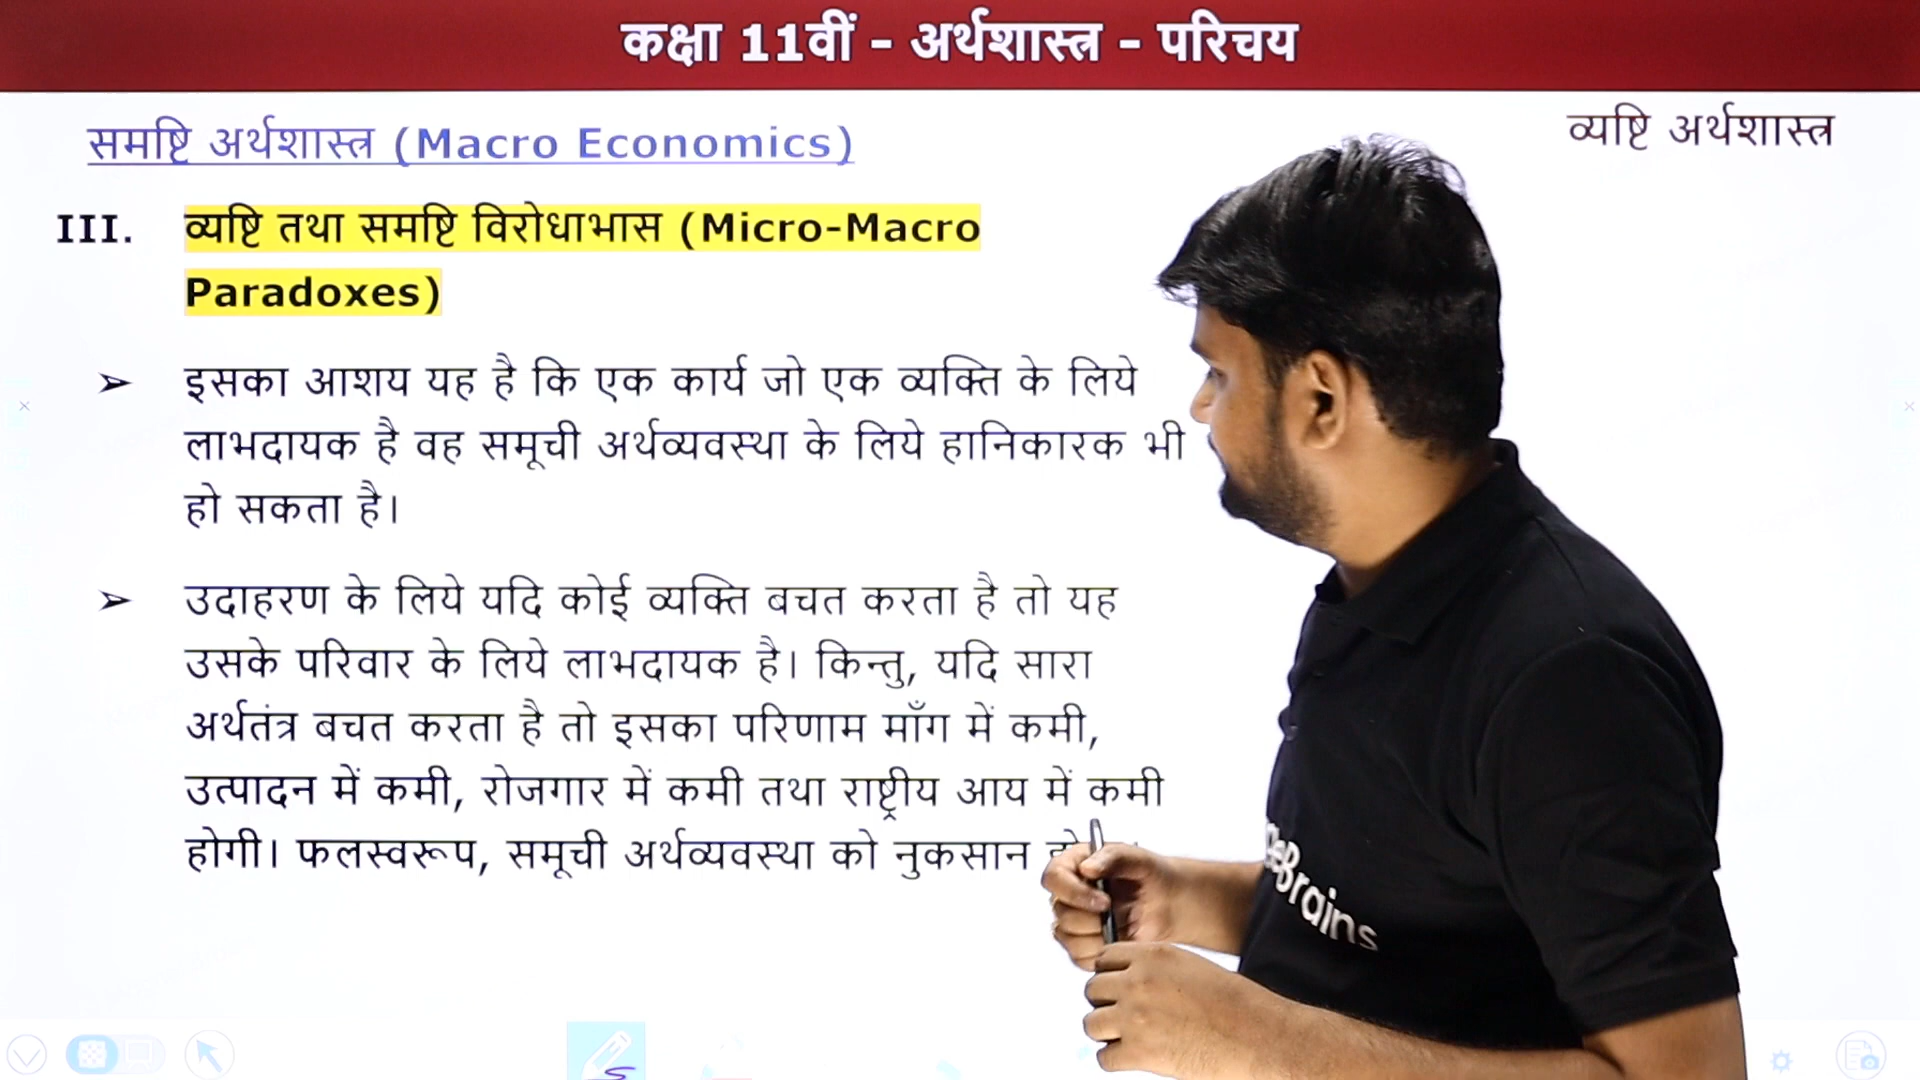 कक्षा 11वीं - अर्थशास्त्र - परिचय
व्यष्टि अर्थशास्त्र
समष्टि अर्थशास्त्र (Macro Economics)
III. व्यष्टि तथा समष्टि विरोधाभास (Micro-Macro
Paradoxes)
➢ इसका आशय यह है कि एक कार्य जो एक व्यक्ति के लिये
लाभदायक है वह समूची अर्थव्यवस्था के लिये हानिकारक भी
हो सकता है।
➢ उदाहरण के लिये यदि कोई व्यक्ति बचत करता है तो यह
उसके परिवार के लिये लाभदायक है। किन्तु, यदि सारा
अर्थतंत्र बचत करता है तो इसका परिणाम माँग में कमी,
उत्पादन में कमी, रोजगार में कमी तथा राष्ट्रीय आय में कमी
होगी। फलस्वरूप, समूची अर्थव्यवस्था को नुकसान
Brains